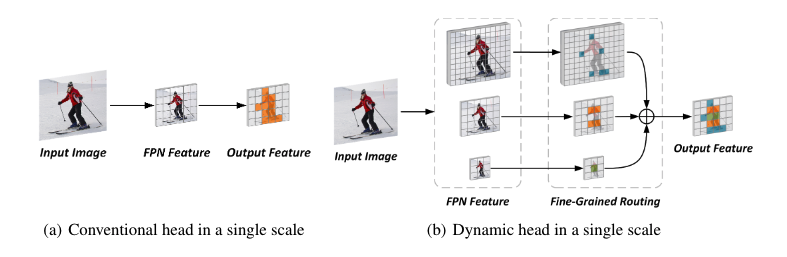 Input Image
FPN Feature
Output Feature
Input Image
FPN Feature
Fine-Grained Routing
Output Feature
(a) Conventional head in a single scale
(b) Dynamic head in a single scale